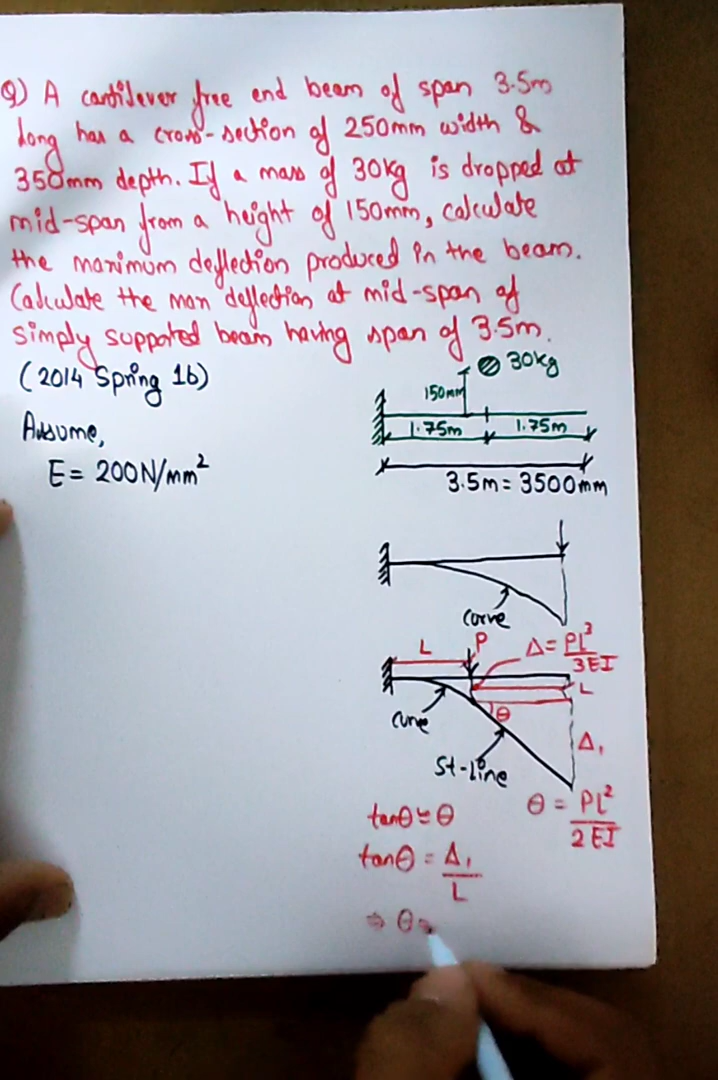 Q) A cantilever free end beam of span 3.5m
long has a cross-section of 250mm width &
350mm depth. If a mass of 30kg is dropped at
mid-span from a height of 150mm, calculate
the maximum deflection produced in the beam.
Calculate the max deflection at mid-span of
simply supported beam having span of 3.5m.
(2014 Spring 16)
Assume,
E = 200N/mm²
30kg
150mm
1.75m 1.75m
3.5m = 3500mm
curve
L P Δ = PL³/3EI
L
θ
curve
Δ₁
St-line
θ = PL²/2EI
tanθ ≈ θ
tanθ = Δ₁/L
⇒ θ =